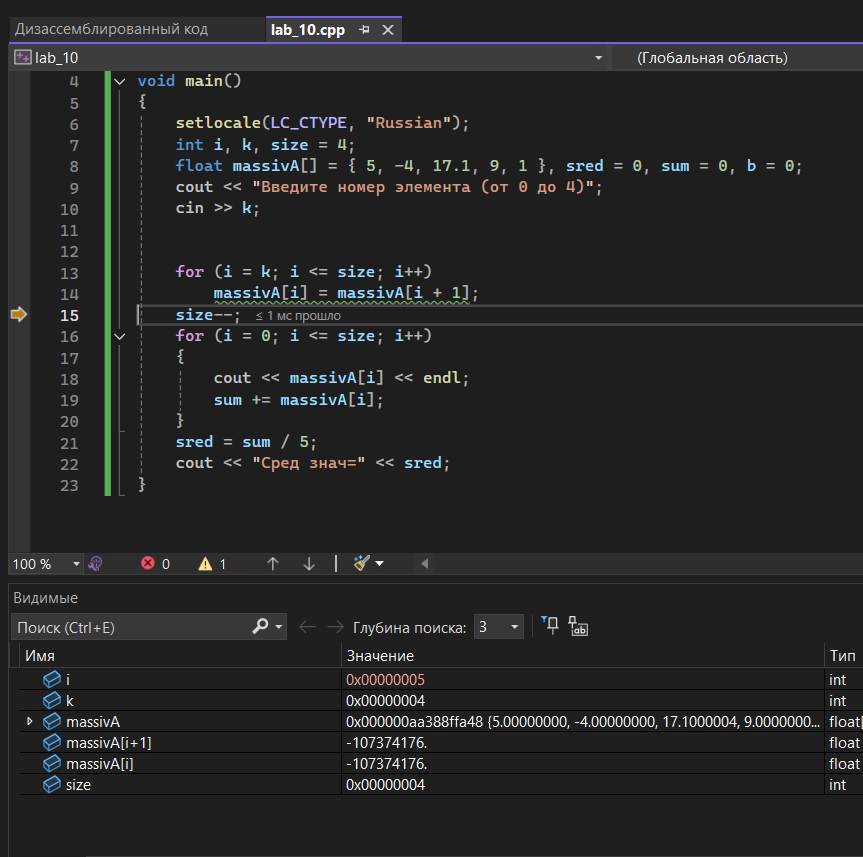 Дизассемблированный код lab_10.cpp
lab_10 (Глобальная область)
4 void main()
5 {
6 setlocale(LC_CTYPE, "Russian");
7 int i, k, size = 4;
8 float massivA[] = { 5, -4, 17.1, 9, 1 }, sred = 0, sum = 0, b = 0;
9 cout << "Введите номер элемента (от 0 до 4)";
10 cin >> k;
11
12
13 for (i = k; i <= size; i++)
14 massivA[i] = massivA[i + 1];
15 size--; ≤ 1 мс прошло
16 for (i = 0; i <= size; i++)
17 {
18 cout << massivA[i] << endl;
19 sum += massivA[i];
20 }
21 sred = sum / 5;
22 cout << "Сред знач=" << sred;
23 }
100 % 0 1
Видимые
Поиск (Ctrl+E) Глубина поиска: 3
Имя Значение Тип
i 0x00000005 int
k 0x00000004 int
massivA 0x000000aa388ffa48 {5.00000000, -4.00000000, 17.1000004, 9.0000000... float[
massivA[i+1] -107374176. float
massivA[i] -107374176. float
size 0x00000004 int